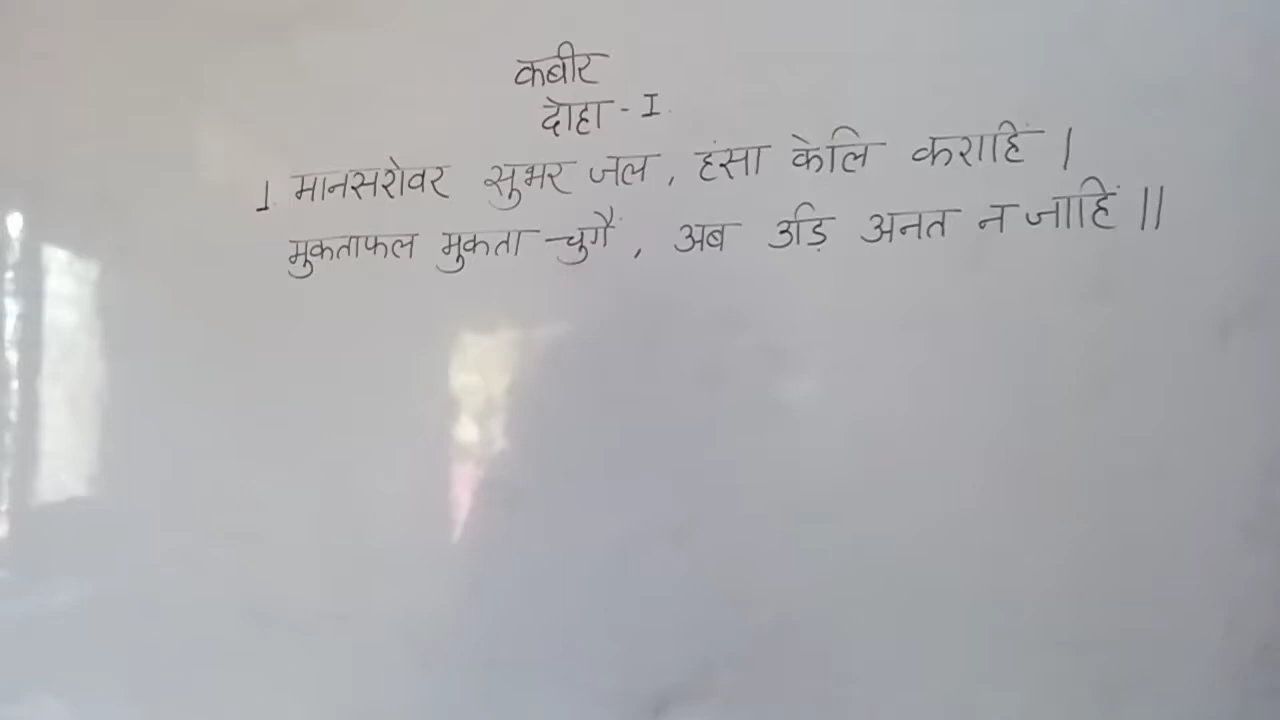 कबीर
दोहा - I.
1. मानसरोवर सुभर जल, हंसा केलि कराहिं ।
मुकताफल मुकता चुगैं, अब उड़ि अनत न जाहिं ॥